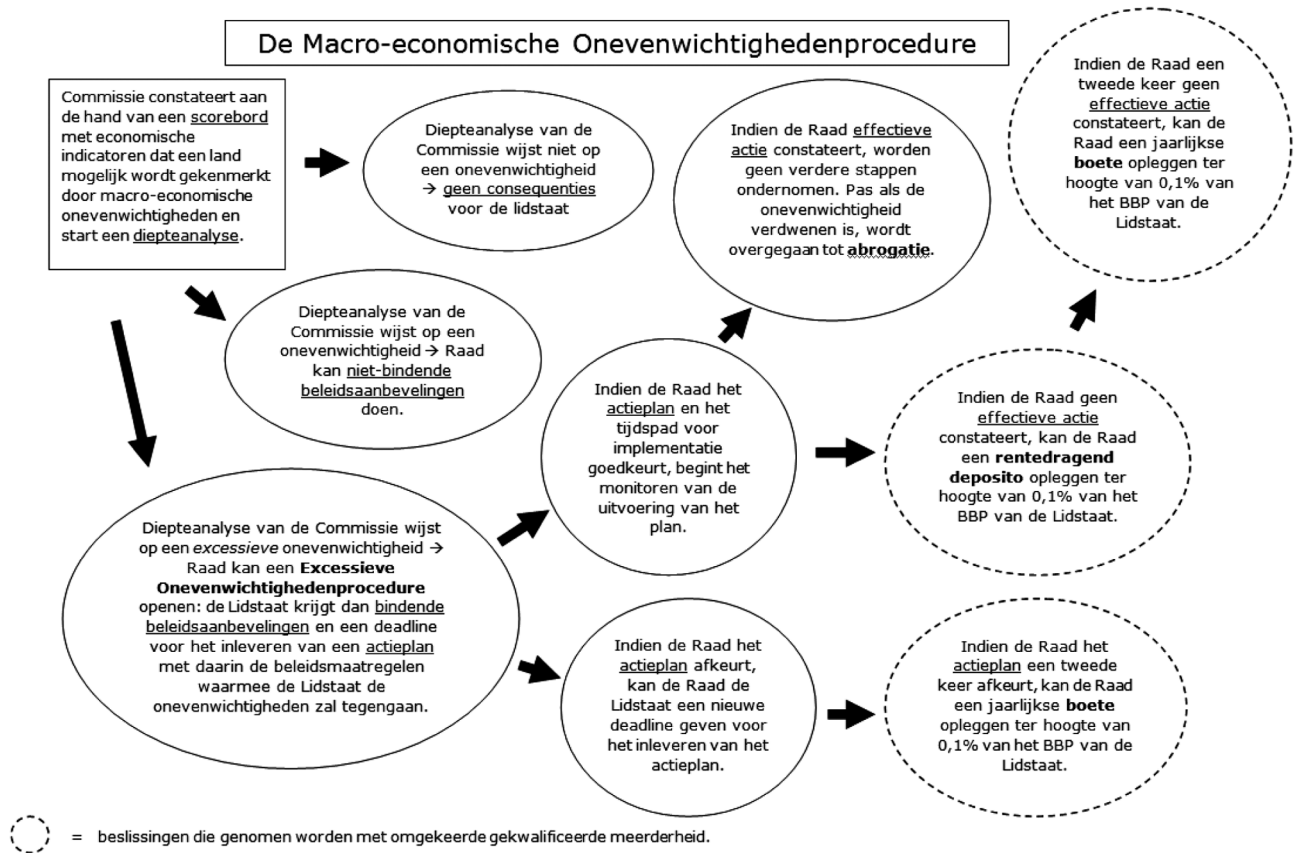 De Macro-economische Onevenwichtighedenprocedure
Commissie constateert aan
de hand van een scorebord
met economische
indicatoren dat een land
mogelijk wordt gekenmerkt
door macro-economische
onevenwichtigheden en
start een diepteanalyse.
Diepteanalyse van de
Commissie wijst niet op
een onevenwichtigheid
→ geen consequenties
voor de lidstaat
Indien de Raad effectieve
actie constateert, worden
geen verdere stappen
ondernomen. Pas als de
onevenwichtigheid
verdwenen is, wordt
overgegaan tot abrogatie.
Indien de Raad een
tweede keer geen
effectieve actie
constateert, kan de
Raad een jaarlijkse
boete opleggen ter
hoogte van 0,1% van
het BBP van de
Lidstaat.
Diepteanalyse van de
Commissie wijst op een
onevenwichtigheid → Raad
kan niet-bindende
beleidsaanbevelingen
doen.
Indien de Raad het
actieplan en het
tijdspad voor
implementatie
goedkeurt, begint het
monitoren van de
uitvoering van het
plan.
Indien de Raad geen
effectieve actie
constateert, kan de Raad
een rentedragend
deposito opleggen ter
hoogte van 0,1% van het
BBP van de Lidstaat.
Diepteanalyse van de Commissie wijst
op een excessieve onevenwichtigheid →
Raad kan een Excessieve
Onevenwichtighedenprocedure
openen: de Lidstaat krijgt dan bindende
beleidsaanbevelingen en een deadline
voor het inleveren van een actieplan
met daarin de beleidsmaatregelen
waarmee de Lidstaat de
onevenwichtigheden zal tegengaan.
Indien de Raad het
actieplan afkeurt,
kan de Raad de
Lidstaat een nieuwe
deadline geven voor
het inleveren van het
actieplan.
Indien de Raad het
actieplan een tweede
keer afkeurt, kan de Raad
een jaarlijkse boete
opleggen ter hoogte van
0,1% van het BBP van de
Lidstaat.
= beslissingen die genomen worden met omgekeerde gekwalificeerde meerderheid.